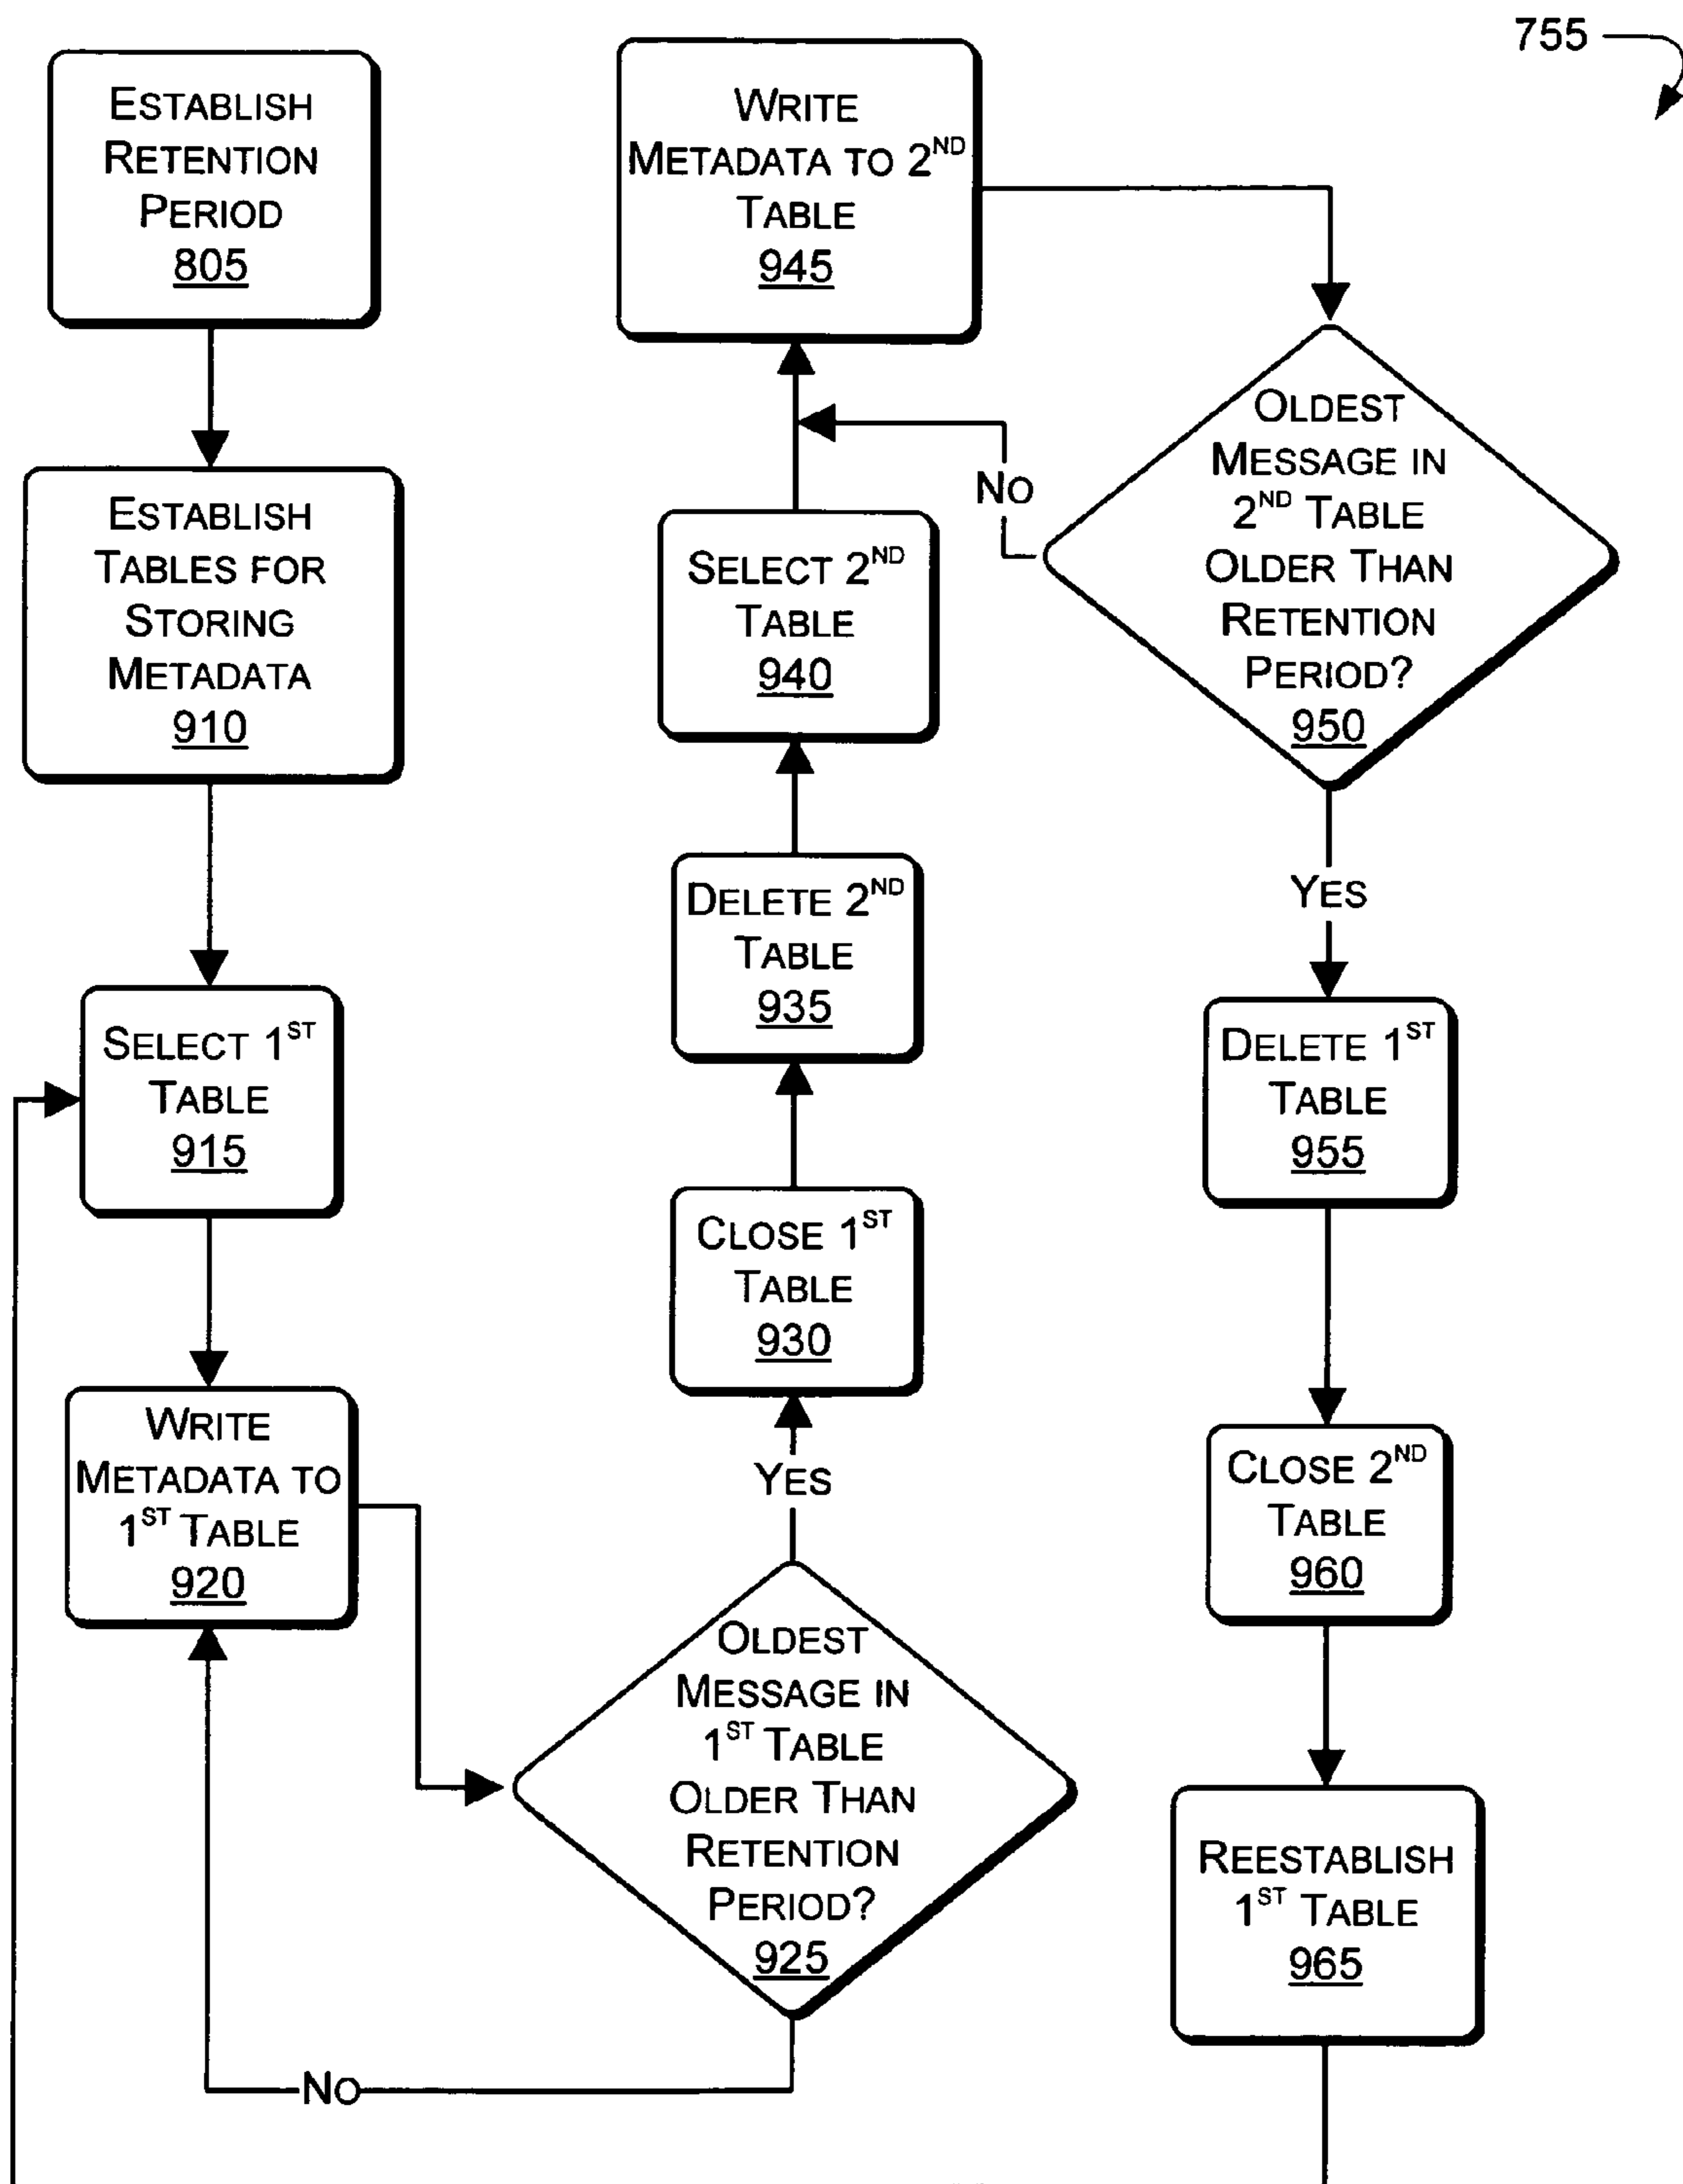 755
ESTABLISH
RETENTION
PERIOD
805
ESTABLISH
TABLES FOR
STORING
METADATA
910
SELECT 1ST
TABLE
915
WRITE
METADATA TO
1ST TABLE
920
OLDEST
MESSAGE IN
1ST TABLE
OLDER THAN
RETENTION
PERIOD?
925
NO
YES
CLOSE 1ST
TABLE
930
DELETE 2ND
TABLE
935
SELECT 2ND
TABLE
940
WRITE
METADATA TO 2ND
TABLE
945
OLDEST
MESSAGE IN
2ND TABLE
OLDER THAN
RETENTION
PERIOD?
950
NO
YES
DELETE 1ST
TABLE
955
CLOSE 2ND
TABLE
960
REESTABLISH
1ST TABLE
965